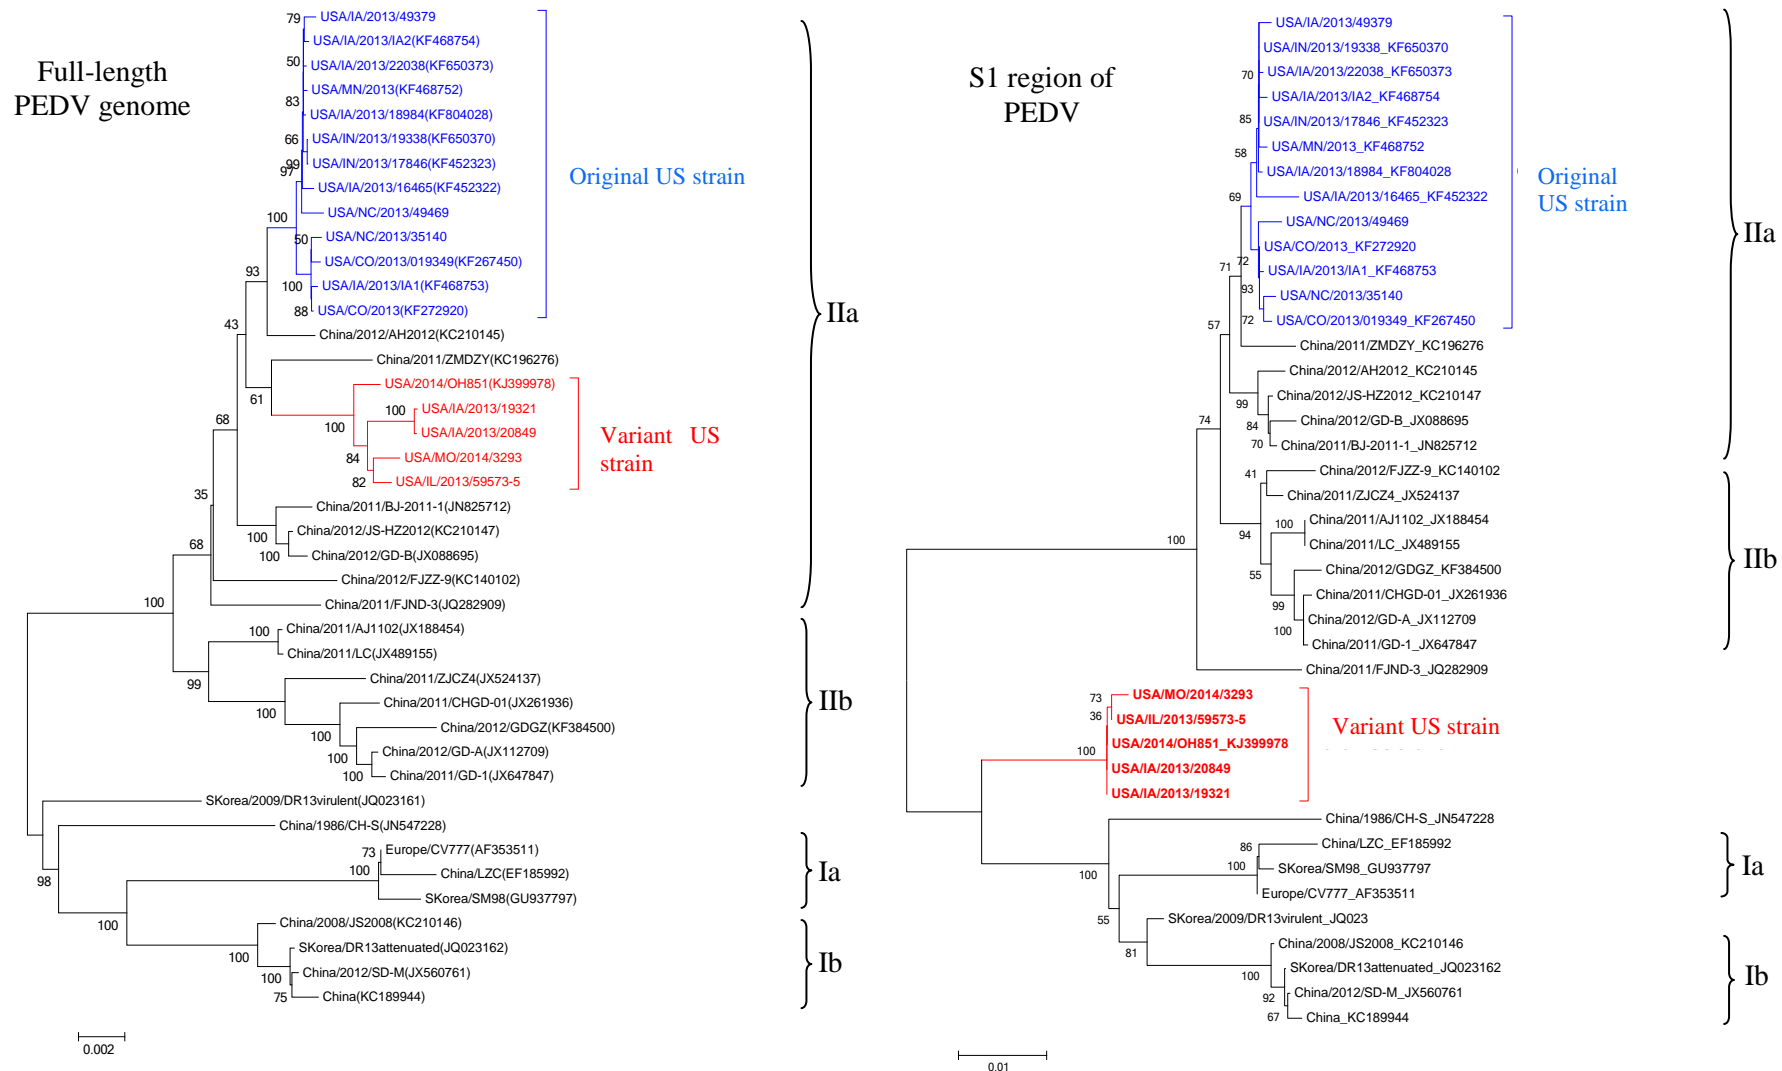 Full-length
PEDV genome
79
USA/IA/2013/49379
USA/IA/2013/IA2(KF468754)
50
USA/IA/2013/22038(KF650373)
USA/MN/2013(KF468752)
83
USA/IA/2013/18984(KF804028)
66
USA/IN/2013/19338(KF650370)
99
USA/IN/2013/17846(KF452323)
97
USA/IA/2013/16465(KF452322)
USA/NC/2013/49469
100
50
USA/NC/2013/35140
USA/CO/2013/019349(KF267450)
100
USA/IA/2013/IA1(KF468753)
88
USA/CO/2013(KF272920)
Original US strain
93
China/2012/AH2012(KC210145)
43
China/2011/ZMDZY(KC196276)
61
USA/2014/OH851(KJ399978)
100
USA/IA/2013/19321
100
USA/IA/2013/20849
84
USA/MO/2014/3293
82
USA/IL/2013/59573-5
Variant US
strain
68
35
China/2011/BJ-2011-1(JN825712)
100
China/2012/JS-HZ2012(KC210147)
100
China/2012/GD-B(JX088695)
68
China/2012/FJZZ-9(KC140102)
100
China/2011/FJND-3(JQ282909)
IIa
100
China/2011/AJ1102(JX188454)
China/2011/LC(JX489155)
99
China/2011/ZJCZ4(JX524137)
100
China/2011/CHGD-01(JX261936)
100
China/2012/GDGZ(KF384500)
100
China/2012/GD-A(JX112709)
100
China/2011/GD-1(JX647847)
IIb
SKorea/2009/DR13virulent(JQ023161)
China/1986/CH-S(JN547228)
98
73
Europe/CV777(AF353511)
100
China/LZC(EF185992)
SKorea/SM98(GU937797)
Ia
100
China/2008/JS2008(KC210146)
100
SKorea/DR13attenuated(JQ023162)
100
China/2012/SD-M(JX560761)
75
China(KC189944)
Ib
0.002
S1 region of
PEDV
USA/IA/2013/49379
USA/IN/2013/19338_KF650370
70
USA/IA/2013/22038_KF650373
USA/IA/2013/IA2_KF468754
85
USA/IN/2013/17846_KF452323
58
USA/MN/2013_KF468752
USA/IA/2013/18984_KF804028
69
USA/IA/2013/16465_KF452322
USA/NC/2013/49469
USA/CO/2013_KF272920
71
72
USA/IA/2013/IA1_KF468753
93
USA/NC/2013/35140
72
USA/CO/2013/019349_KF267450
Original
US strain
57
China/2011/ZMDZY_KC196276
China/2012/AH2012_KC210145
99
China/2012/JS-HZ2012_KC210147
84
China/2012/GD-B_JX088695
70
China/2011/BJ-2011-1_JN825712
IIa
74
41
China/2012/FJZZ-9_KC140102
China/2011/ZJCZ4_JX524137
94
100
China/2011/AJ1102_JX188454
China/2011/LC_JX489155
55
China/2012/GDGZ_KF384500
99
China/2011/CHGD-01_JX261936
China/2012/GD-A_JX112709
100
China/2011/GD-1_JX647847
IIb
100
China/2011/FJND-3_JQ282909
73
USA/MO/2014/3293
36
USA/IL/2013/59573-5
100
USA/2014/OH851_KJ399978
USA/IA/2013/20849
USA/IA/2013/19321
Variant US strain
China/1986/CH-S_JN547228
100
86
China/LZC_EF185992
100
SKorea/SM98_GU937797
Europe/CV777_AF353511
Ia
55
SKorea/2009/DR13virulent_JQ023
81
China/2008/JS2008_KC210146
100
SKorea/DR13attenuated_JQ023162
92
China/2012/SD-M_JX560761
67
China_KC189944
Ib
0.01